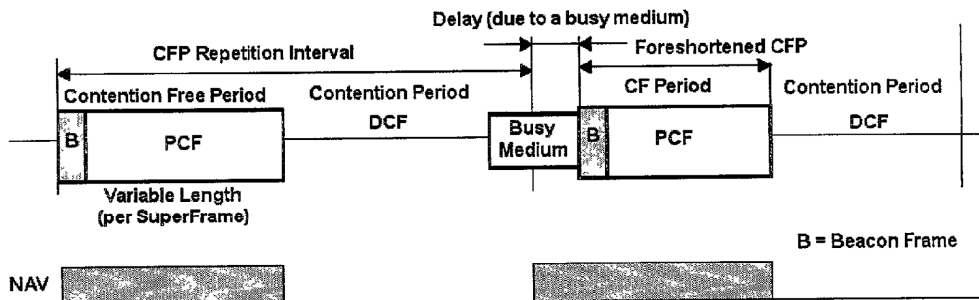 Delay (due to a busy medium)
CFP Repetition Interval
Foreshortened CFP
Contention Free Period
Contention Period
CF Period
Contention Period
B
PCF
DCF
Busy
Medium
B
PCF
DCF
Variable Length
(per SuperFrame)
B = Beacon Frame
NAV